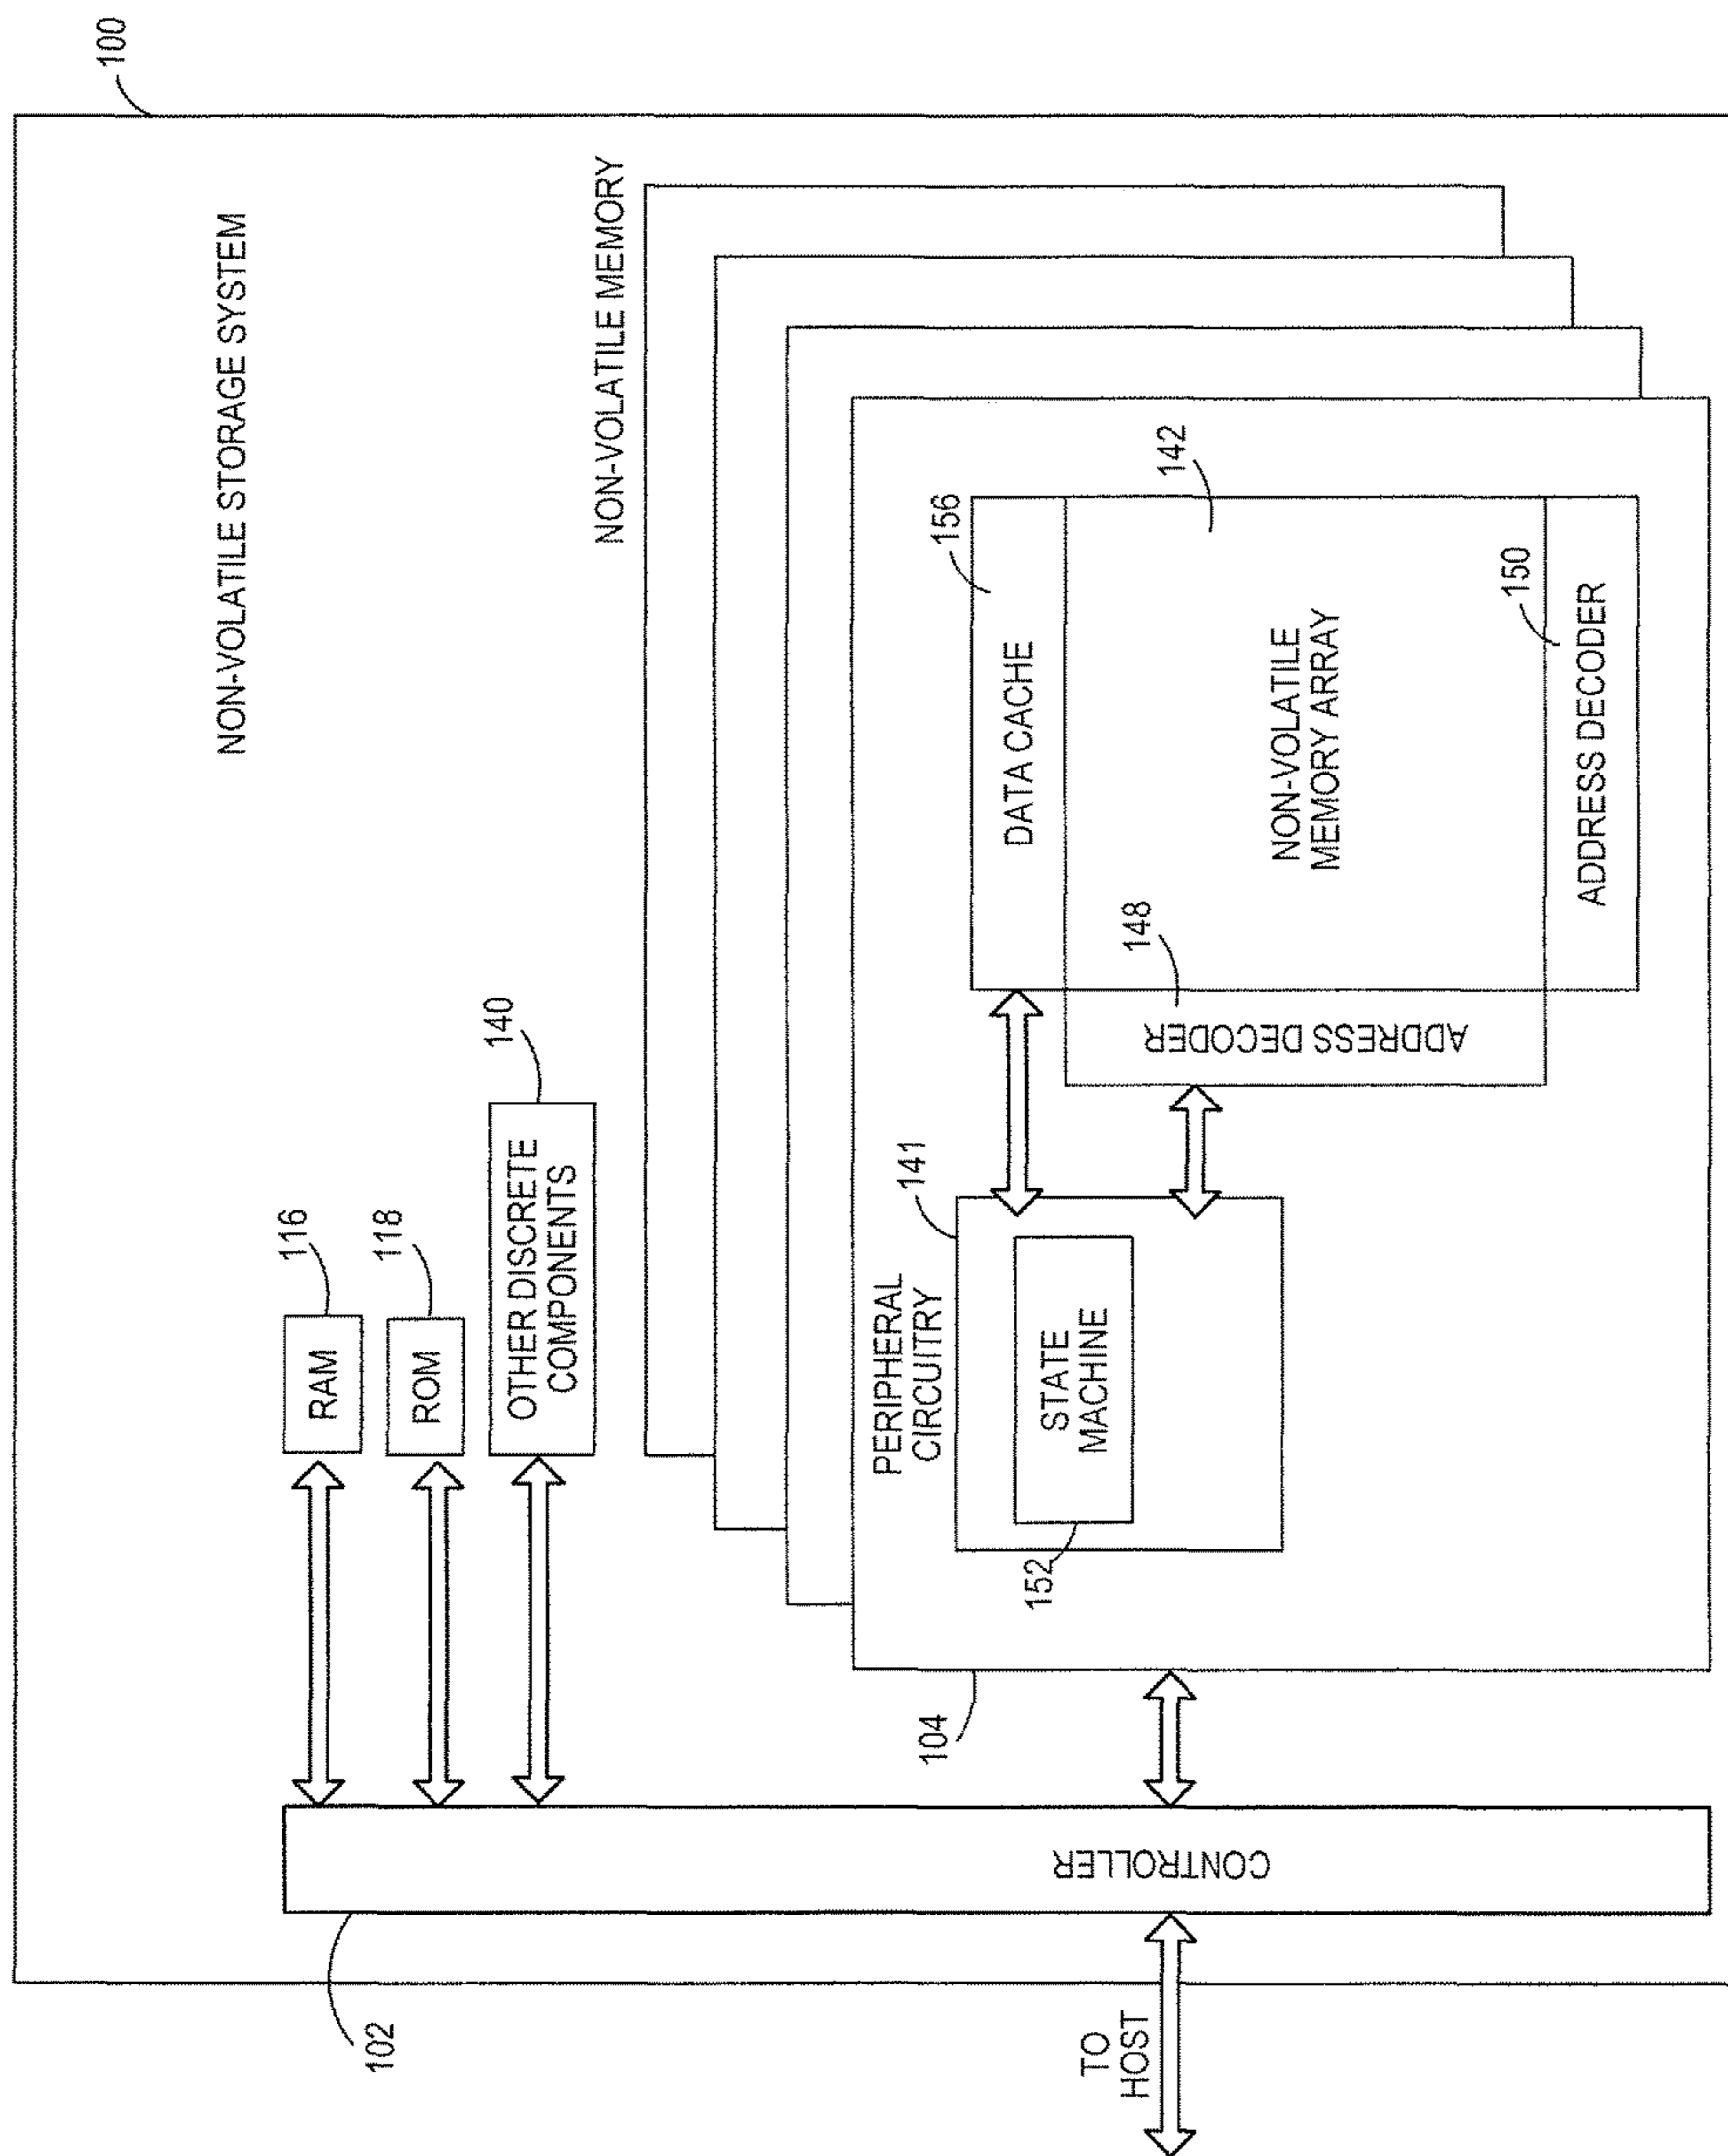 100
NON-VOLATILE STORAGE SYSTEM
116
RAM
118
ROM
140
OTHER DISCRETE
COMPONENTS
NON-VOLATILE MEMORY
102
CONTROLLER
TO
HOST
104
PERIPHERAL
CIRCUITRY
141
STATE
MACHINE
152
156
DATA CACHE
142
NON-VOLATILE
MEMORY ARRAY
148
ADDRESS DECODER
150
ADDRESS DECODER